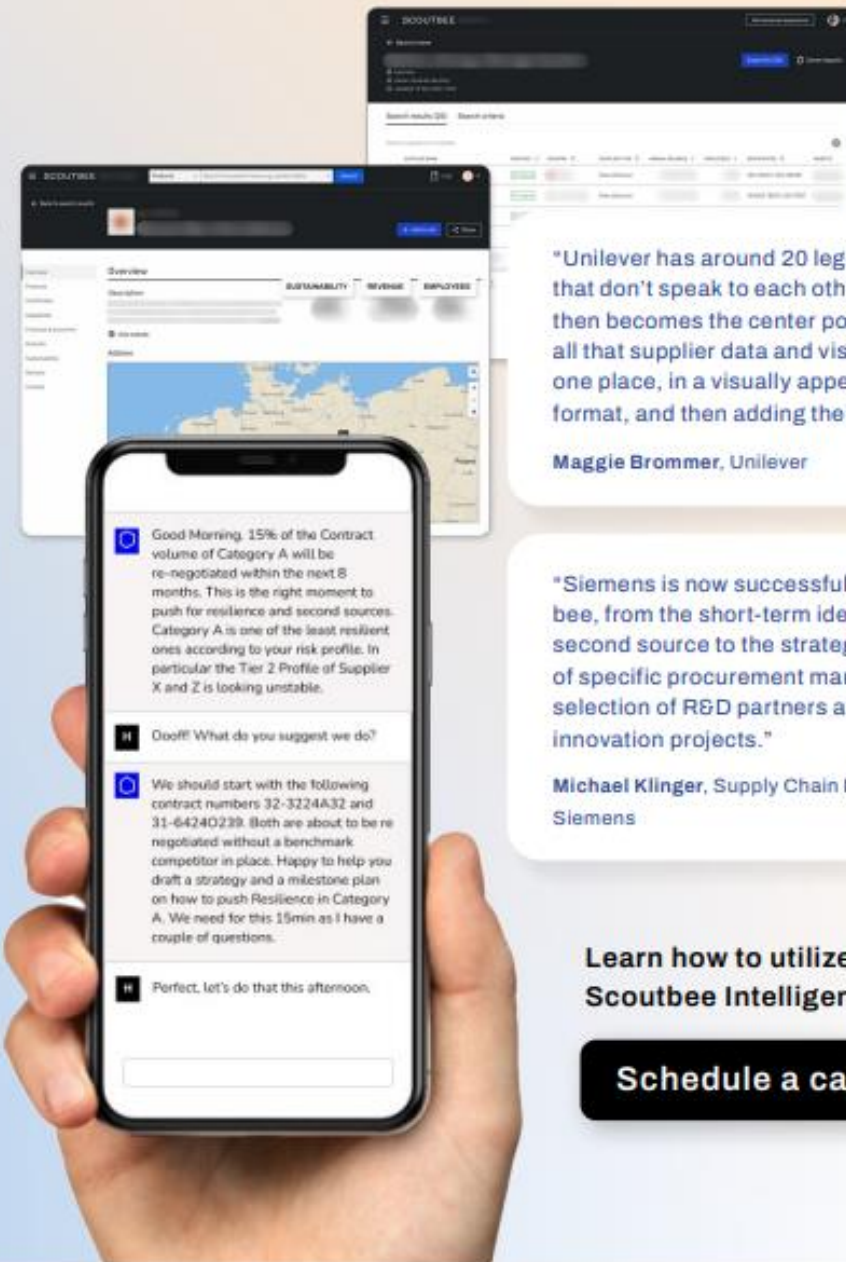 SCOUTBEE
Search results (20) Search criteria
SCOUTBEE
Overview
Description
SUSTAINABILITY REVENUE EMPLOYEES
Address
Poland
Good Morning. 15% of the Contract
volume of Category A will be
re-negotiated within the next 8
months. This is the right moment to
push for resilience and second sources.
Category A is one of the least resilient
ones according to your risk profile. In
particular the Tier 2 Profile of Supplier
X and Z is looking unstable.
H Oooff! What do you suggest we do?
We should start with the following
contract numbers 32-3224A32 and
31-6424O239. Both are about to be re
negotiated without a benchmark
competitor in place. Happy to help you
draft a strategy and a milestone plan
on how to push Resilience in Category
A. We need for this 15min as I have a
couple of questions.
H Perfect, let's do that this afternoon.
"Unilever has around 20 leg
that don't speak to each oth
then becomes the center po
all that supplier data and vis
one place, in a visually appe
format, and then adding the
Maggie Brommer, Unilever
"Siemens is now successful
bee, from the short-term ide
second source to the strateg
of specific procurement mar
selection of R&D partners a
innovation projects."
Michael Klinger, Supply Chain
Siemens
Learn how to utilize
Scoutbee Intelligen
Schedule a ca